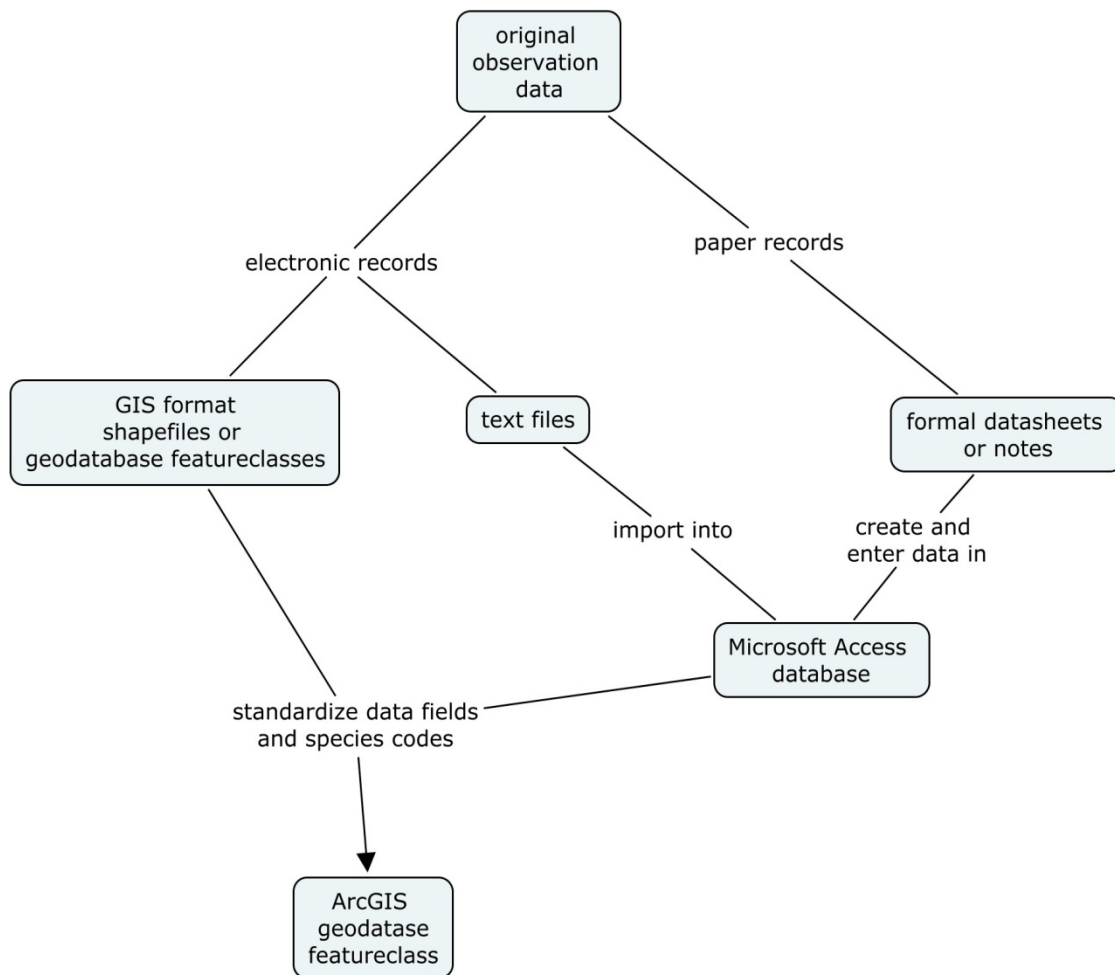 original
observation
data
paper records
electronic records
GIS format
shapefiles or
geodatabase featureclasses
text files
formal datasheets
or notes
import into
create and
enter data in
Microsoft Access
database
standardize data fields
and species codes
ArcGIS
geodatase
featureclass